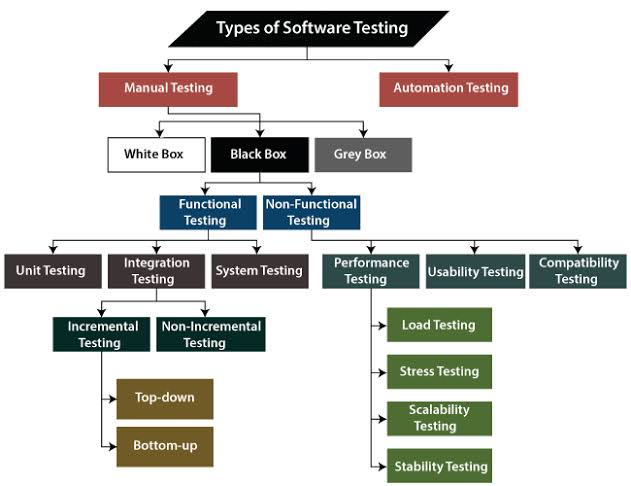 Types of Software Testing
Manual Testing
Automation Testing
White Box
Black Box
Grey Box
Functional
Testing
Non-Functional
Testing
Unit Testing
Integration
Testing
System Testing
Performance
Testing
Usability Testing
Compatibility
Testing
Incremental
Testing
Non-Incremental
Testing
Load Testing
Stress Testing
Scalability
Testing
Stability Testing
Top-down
Bottom-up